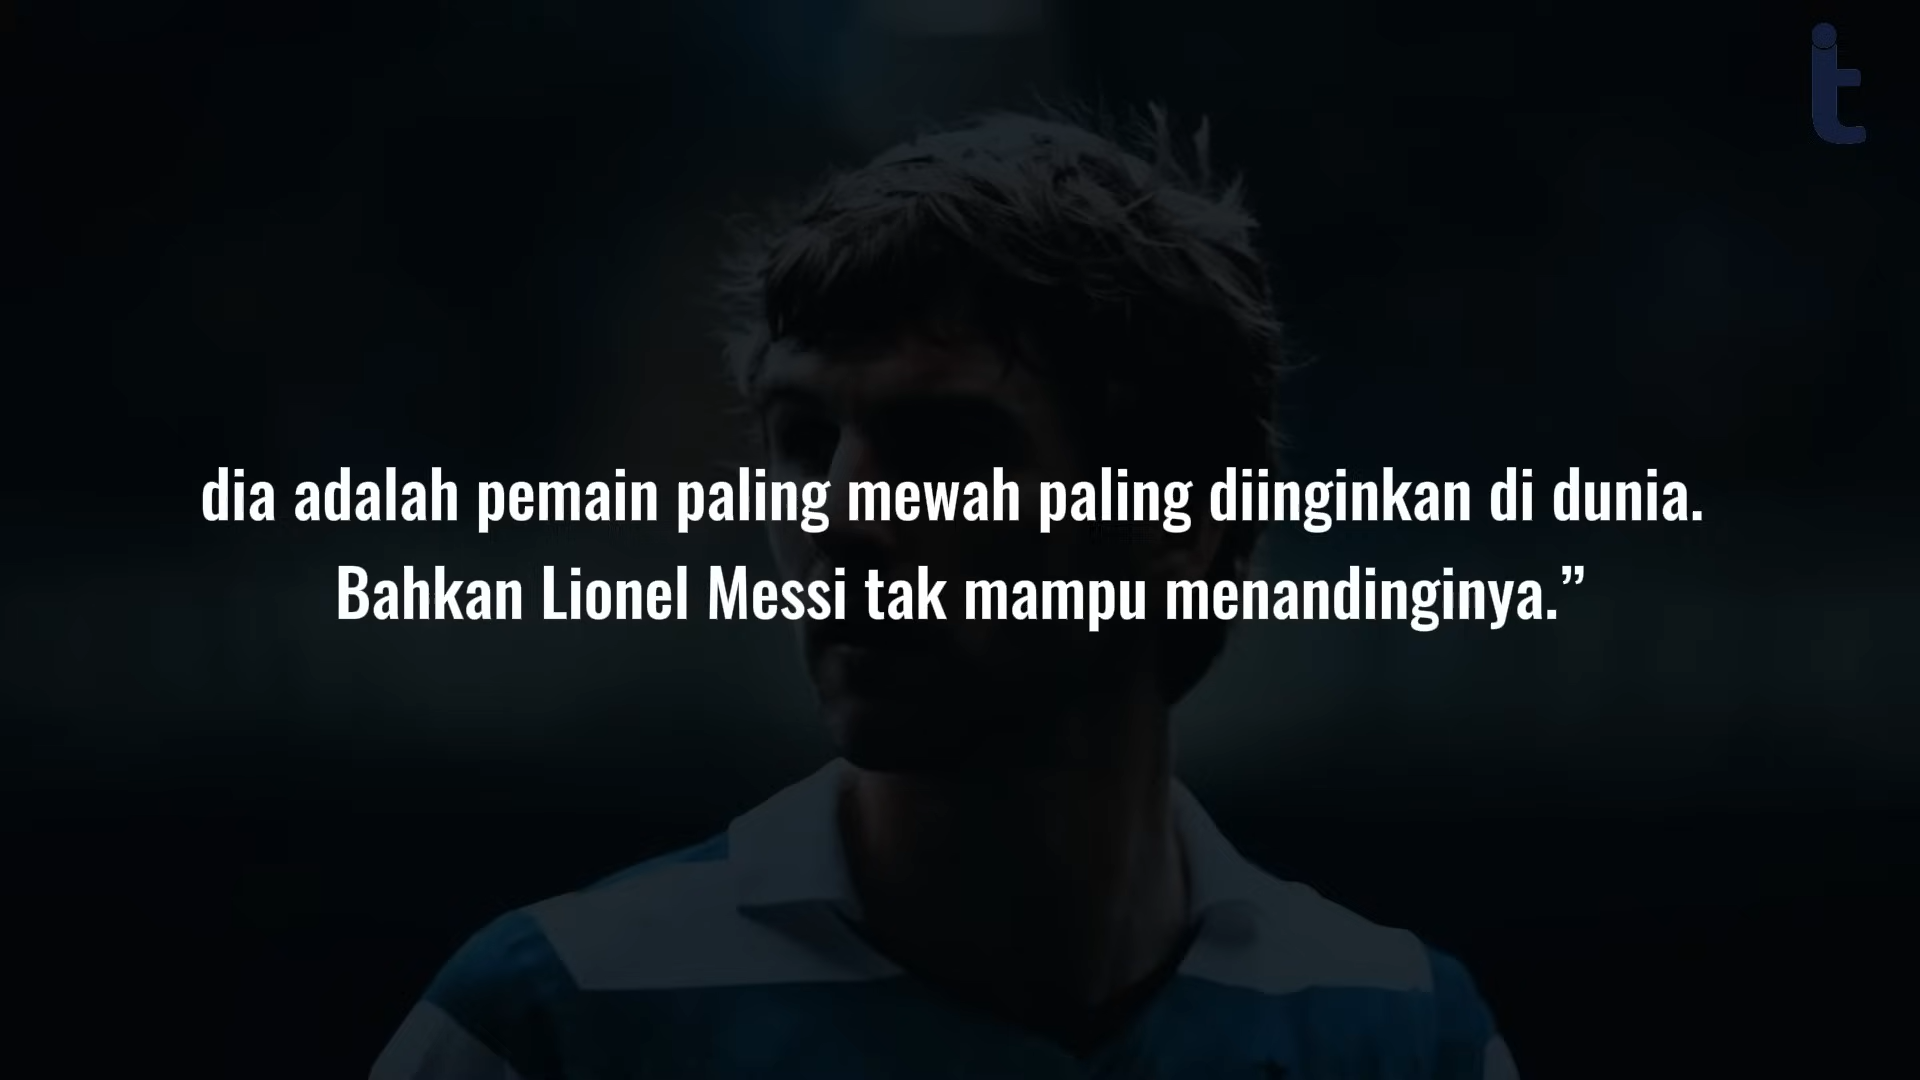 dia adalah pemain paling mewah paling diinginkan di dunia.
Bahkan Lionel Messi tak mampu menandinginya.”